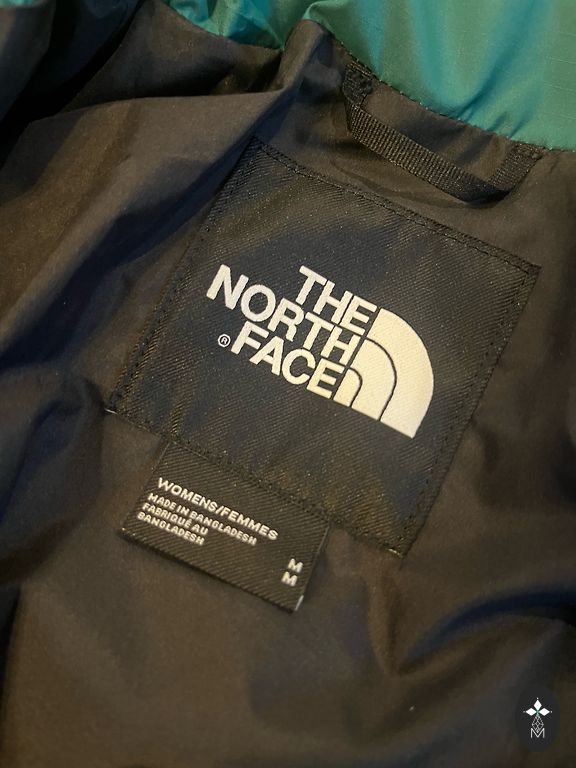 THE
NORTH
® FACE
WOMENS/FEMMES
MADE IN BANGLADESH
FABRIQUÉ AU
BANGLADESH
M
M
M